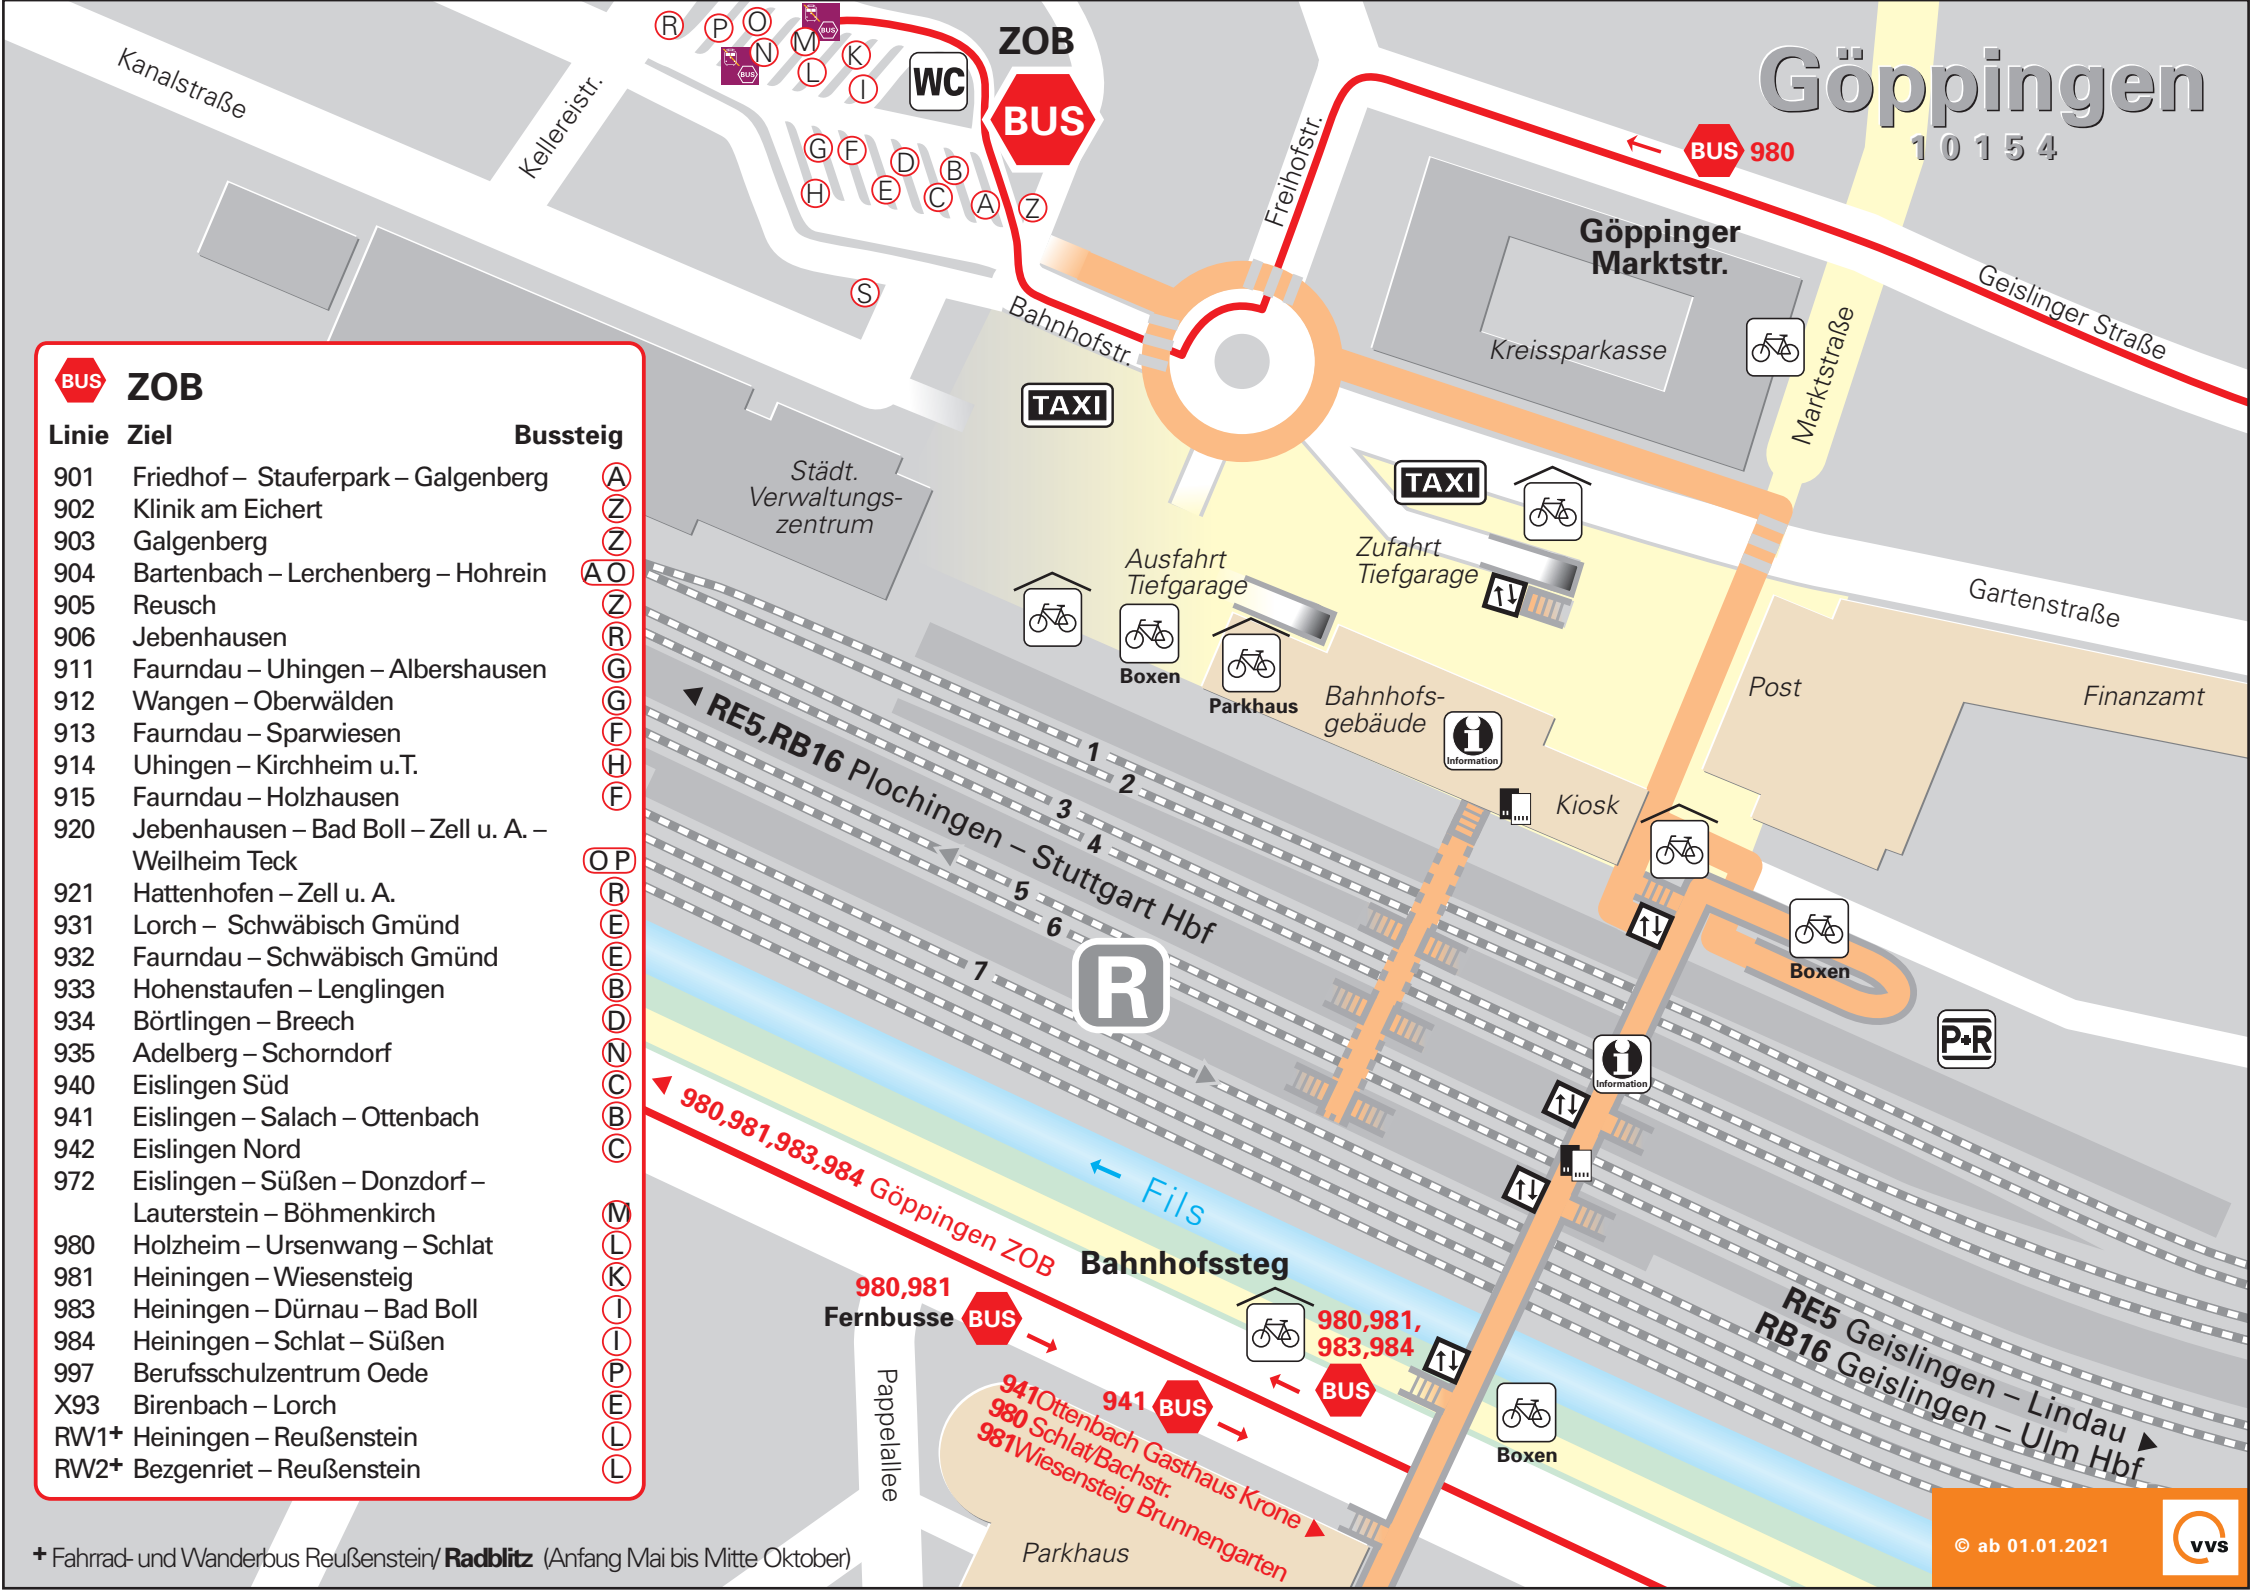 Göppingen
10154
R
P
O
N
M
L
K
I
BUS
BUS
WC
ZOB
BUS
G
F
D
B
H
E
C
A
Z
S
Kanalstraße
Kellereistr.
Freihofstr.
Bahnhofstr.
BUS 980
Göppinger
Marktstr.
Kreissparkasse
Geislinger Straße
Marktstraße
Gartenstraße
TAXI
TAXI
Städt.
Verwaltungs-
zentrum
Ausfahrt
Tiefgarage
Zufahrt
Tiefgarage
Boxen
Parkhaus
Bahnhofs-
gebäude
Information
Kiosk
Post
Finanzamt
Boxen
P+R
Information
1
2
3
4
5
6
7
RE5,RB16 Plochingen – Stuttgart Hbf
R
Fils
980,981,983,984 Göppingen ZOB
Bahnhofssteg
980,981
Fernbusse BUS
980,981,
983,984
BUS
941 BUS
941 Ottenbach Gasthaus Krone
980 Schlat/Bachstr.
981 Wiesensteig Brunnengarten
Pappelallee
Parkhaus
Boxen
RE5 Geislingen – Lindau
RB16 Geislingen – Ulm Hbf
BUS ZOB
Linie Ziel Bussteig
901 Friedhof – Stauferpark – Galgenberg A
902 Klinik am Eichert Z
903 Galgenberg Z
904 Bartenbach – Lerchenberg – Hohrein A O
905 Reusch Z
906 Jebenhausen R
911 Faurndau – Uhingen – Albershausen G
912 Wangen – Oberwälden G
913 Faurndau – Sparwiesen F
914 Uhingen – Kirchheim u.T. H
915 Faurndau – Holzhausen F
920 Jebenhausen – Bad Boll – Zell u. A. –
Weilheim Teck O P
921 Hattenhofen – Zell u. A. R
931 Lorch – Schwäbisch Gmünd E
932 Faurndau – Schwäbisch Gmünd E
933 Hohenstaufen – Lenglingen B
934 Börtlingen – Breech D
935 Adelberg – Schorndorf N
940 Eislingen Süd C
941 Eislingen – Salach – Ottenbach B
942 Eislingen Nord C
972 Eislingen – Süßen – Donzdorf –
Lauterstein – Böhmenkirch M
980 Holzheim – Ursenwang – Schlat L
981 Heiningen – Wiesensteig K
983 Heiningen – Dürnau – Bad Boll I
984 Heiningen – Schlat – Süßen I
997 Berufsschulzentrum Oede P
X93 Birenbach – Lorch E
RW1+ Heiningen – Reußenstein L
RW2+ Bezgenriet – Reußenstein L
+ Fahrrad- und Wanderbus Reußenstein/ Radblitz (Anfang Mai bis Mitte Oktober)
© ab 01.01.2021
vvs